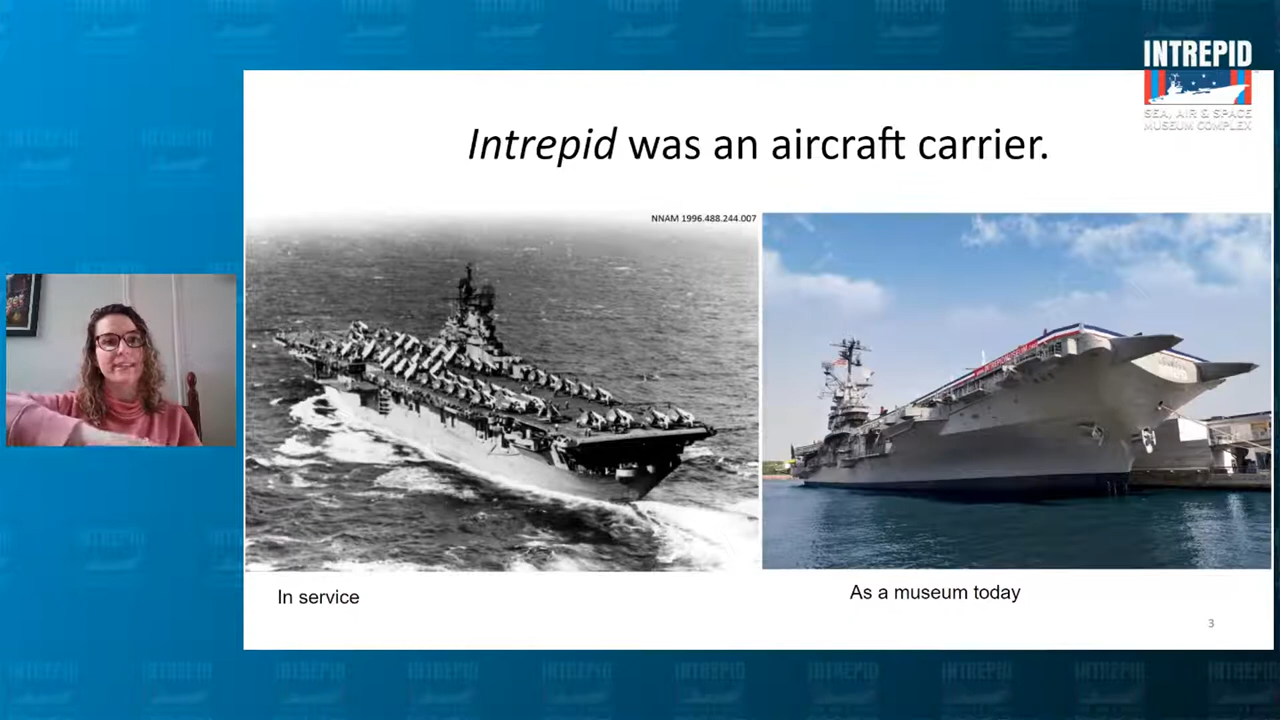 INTREPID
SEA, AIR & SPACE
MUSEUM COMPLEX
Intrepid was an aircraft carrier.
NNAM 1996.488.244.007
In service
As a museum today
3